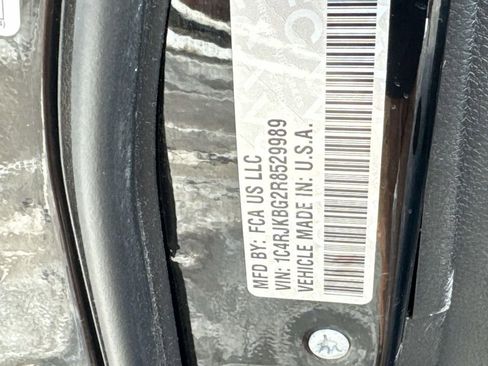 MFD BY: FCA US LLC
VIN: 1C4RJKBG2R8529989
VEHICLE MADE IN: U.S.A.